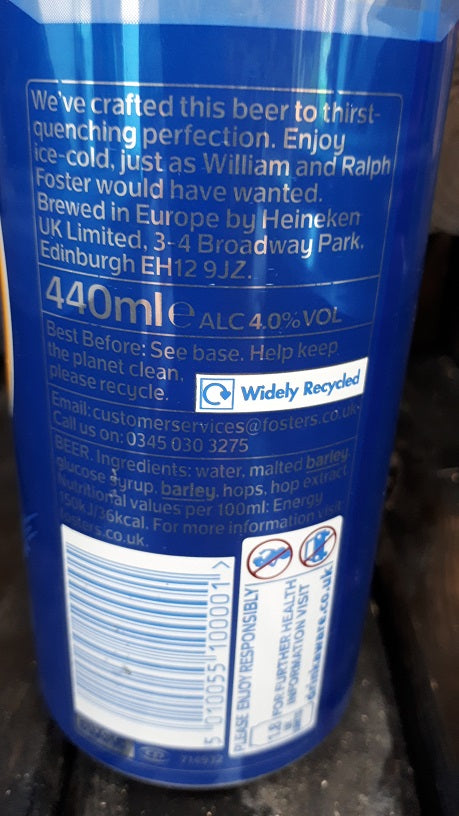 We've crafted this beer to thirst-
quenching perfection. Enjoy
ice-cold, just as William and Ralph
Foster would have wanted.
Brewed in Europe by Heineken
UK Limited, 3-4 Broadway Park,
Edinburgh EH12 9JZ.
440ml e ALC 4.0% VOL
Best Before: See base. Help keep
the planet clean,
please recycle.
Widely Recycled
Email: customerservices@fosters.co.uk
Call us on: 0345 030 3275
BEER. Ingredients: water, malted barley,
glucose syrup, barley, hops, hop extract
Nutritional values per 100ml: Energy
150KJ/36kcal. For more information visit
fosters.co.uk.
5 010055 100001 >
PLEASE ENJOY RESPONSIBLY
1.8
FOR FURTHER HEALTH
INFORMATION VISIT
drinkaware.co.uk
714932